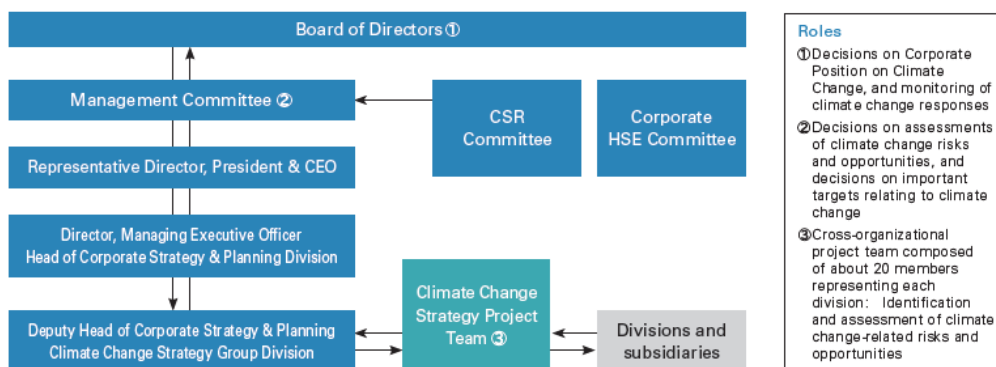 Board of Directors ①
Management Committee ②
CSR
Committee
Corporate
HSE Committee
Representative Director, President & CEO
Director, Managing Executive Officer
Head of Corporate Strategy & Planning Division
Climate Change
Strategy Project
Team ③
Deputy Head of Corporate Strategy & Planning
Climate Change Strategy Group Division
Divisions and
subsidiaries
Roles
①Decisions on Corporate
Position on Climate
Change, and monitoring of
climate change responses
②Decisions on assessments
of climate change risks
and opportunities, and
decisions on important
targets relating to climate
change
③Cross-organizational
project team composed
of about 20 members
representing each
division: Identification
and assessment of climate
change-related risks and
opportunities